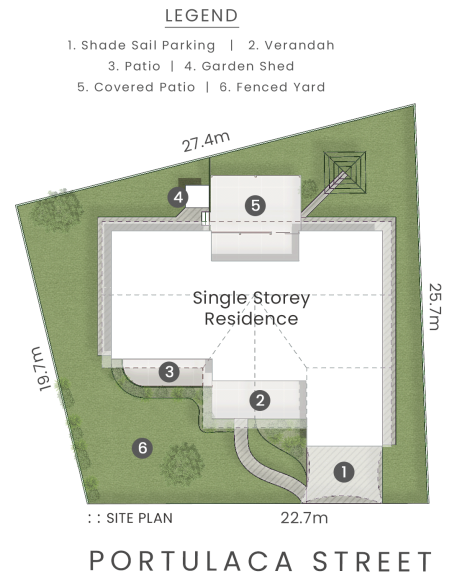 LEGEND
1. Shade Sail Parking | 2. Verandah
3. Patio | 4. Garden Shed
5. Covered Patio | 6. Fenced Yard
27.4m
4
5
Single Storey
Residence
25.7m
19.7m
3
2
6
1
: : SITE PLAN
22.7m
PORTULACA STREET